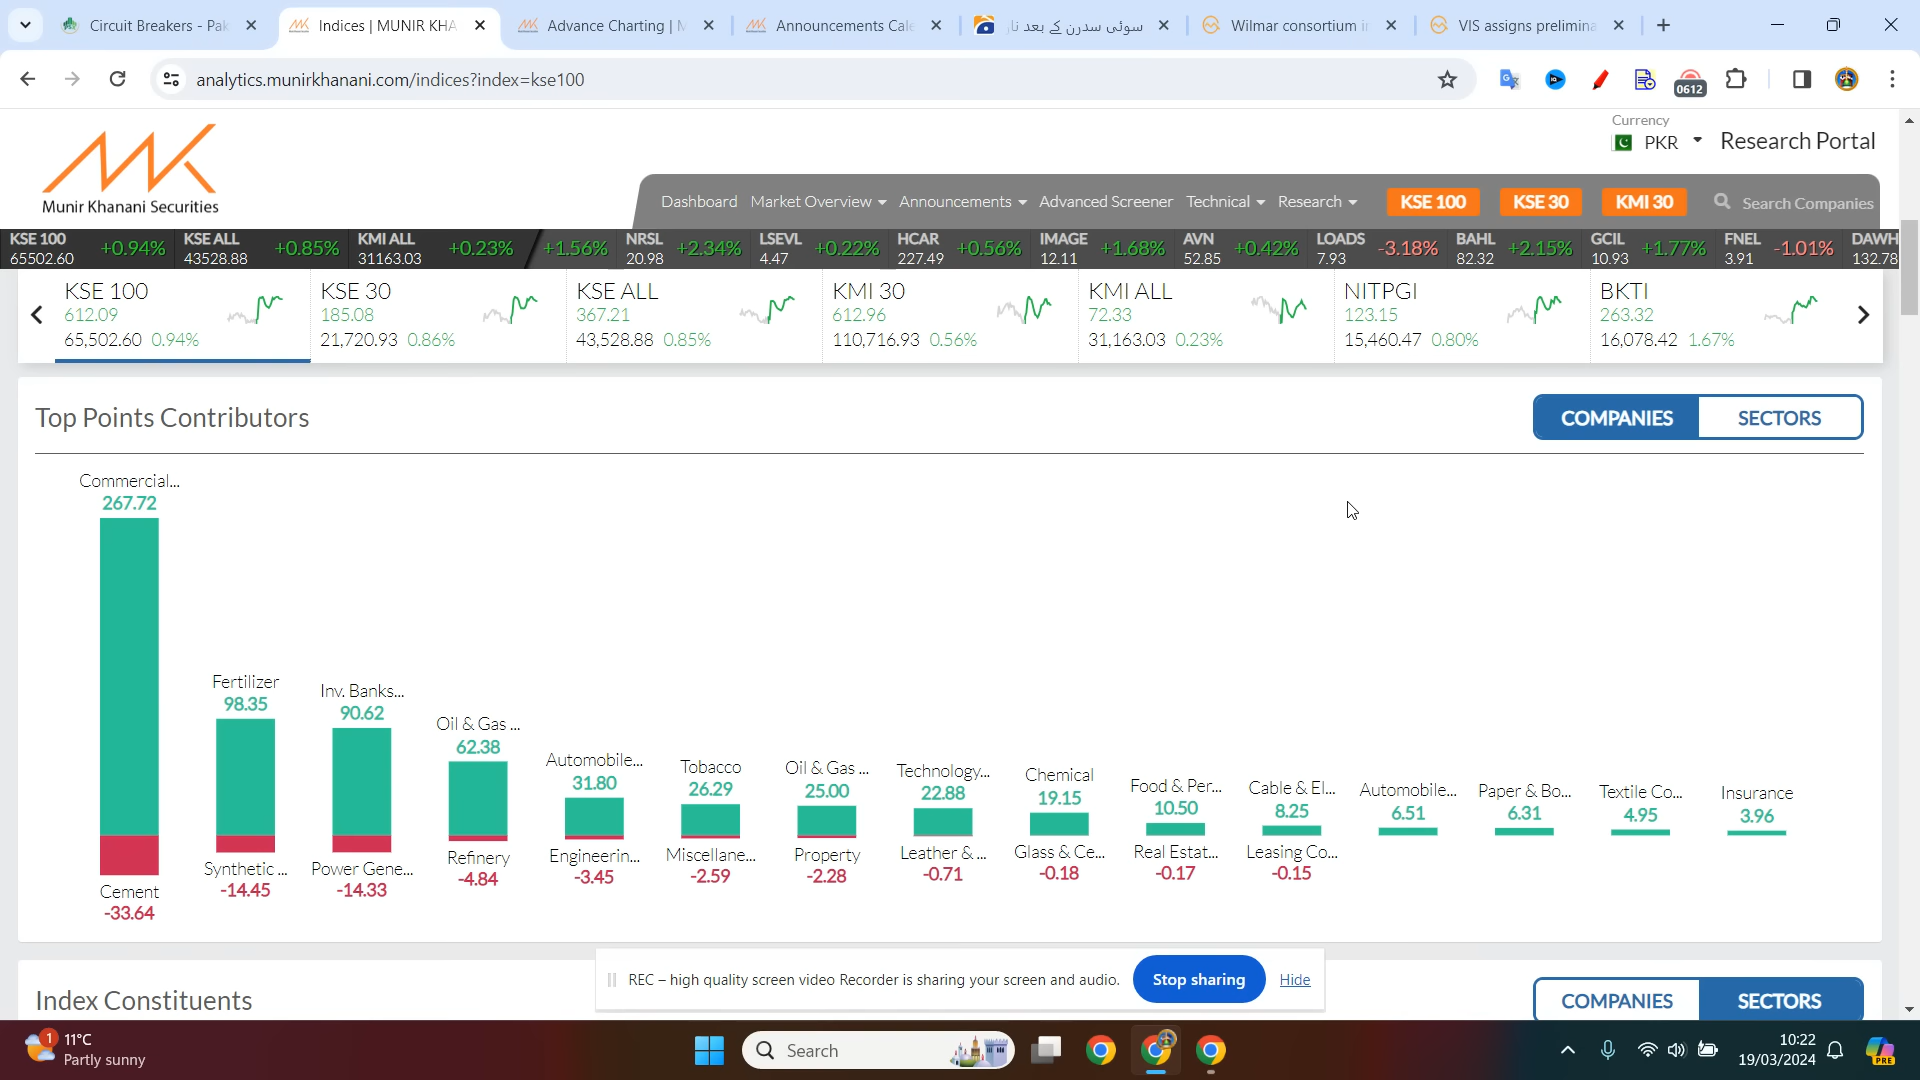 Circuit Breakers - Pak
Indices | MUNIR KHA
Advance Charting | M
Announcements Cale
سوئی سدرن کے بعد نار
Wilmar consortium in
VIS assigns prelimina
analytics.munirkhanani.com/indices?index=kse100
0612
Munir Khanani Securities
Currency
PKR
Research Portal
Dashboard Market Overview Announcements Advanced Screener Technical Research KSE 100 KSE 30 KMI 30 Search Companies
KSE 100 65502.60 +0.94%
KSE ALL 43528.88 +0.85%
KMI ALL 31163.03 +0.23%
+1.56%
NRSL 20.98 +2.34%
LSEVL 4.47 +0.22%
HCAR 227.49 +0.56%
IMAGE 12.11 +1.68%
AVN 52.85 +0.42%
LOADS 7.93 -3.18%
BAHL 82.32 +2.15%
GCIL 10.93 +1.77%
FNEL 3.91 -1.01%
DAWH 132.78
KSE 100
612.09
65,502.60 0.94%
KSE 30
185.08
21,720.93 0.86%
KSE ALL
367.21
43,528.88 0.85%
KMI 30
612.96
110,716.93 0.56%
KMI ALL
72.33
31,163.03 0.23%
NITPGI
123.15
15,460.47 0.80%
BKTI
263.32
16,078.42 1.67%
Top Points Contributors
COMPANIES SECTORS
Commercial...
267.72
Fertilizer
98.35
Inv. Banks...
90.62
Oil & Gas ...
62.38
Automobile...
31.80
Tobacco
26.29
Oil & Gas ...
25.00
Technology...
22.88
Chemical
19.15
Food & Per...
10.50
Cable & El...
8.25
Automobile...
6.51
Paper & Bo...
6.31
Textile Co...
4.95
Insurance
3.96
Cement
-33.64
Synthetic ...
-14.45
Power Gene...
-14.33
Refinery
-4.84
Engineerin...
-3.45
Miscellane...
-2.59
Property
-2.28
Leather & ...
-0.71
Glass & Ce...
-0.18
Real Estat...
-0.17
Leasing Co...
-0.15
Index Constituents
COMPANIES SECTORS
REC – high quality screen video Recorder is sharing your screen and audio.
Stop sharing
Hide
1
11°C
Partly sunny
Search
10:22
19/03/2024
PRE